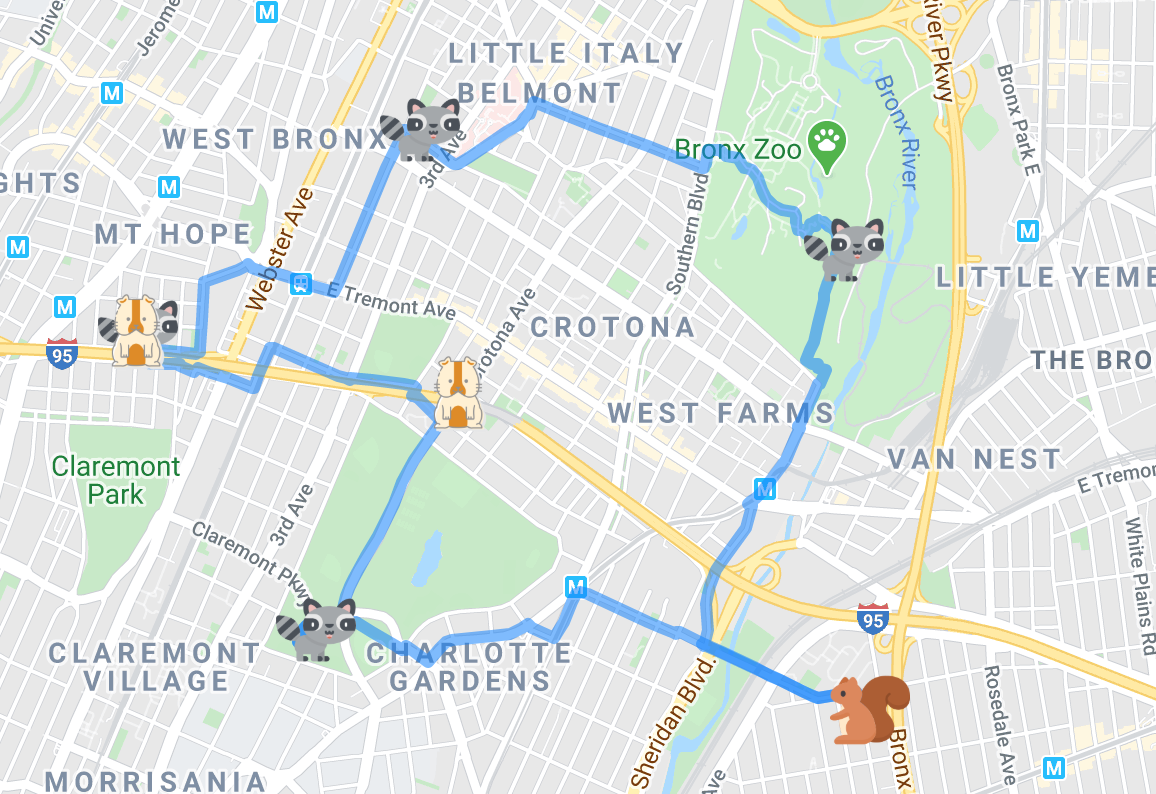 Univer
Jerome
M
LITTLE ITALY
BELMONT
River Pkwy
M
WEST BRONX
Bronx Park E
Bronx River
3rd Ave
Bronx Zoo
GHTS
M
Southern Blvd
MT HOPE
M
M
Webster Ave
LITTLE YEME
E Tremont Ave
M
Crotona Ave
CROTONA
95
THE BRO
WEST FARMS
VAN NEST
Claremont
Park
E Tremon
M
3rd Ave
Claremont Pkwy
White Plains Rd
M
95
CLAREMONT
VILLAGE
CHARLOTTE
GARDENS
Sheridan Blvd.
Rosedale Ave
Bronx
MORRISANIA
Ave
M